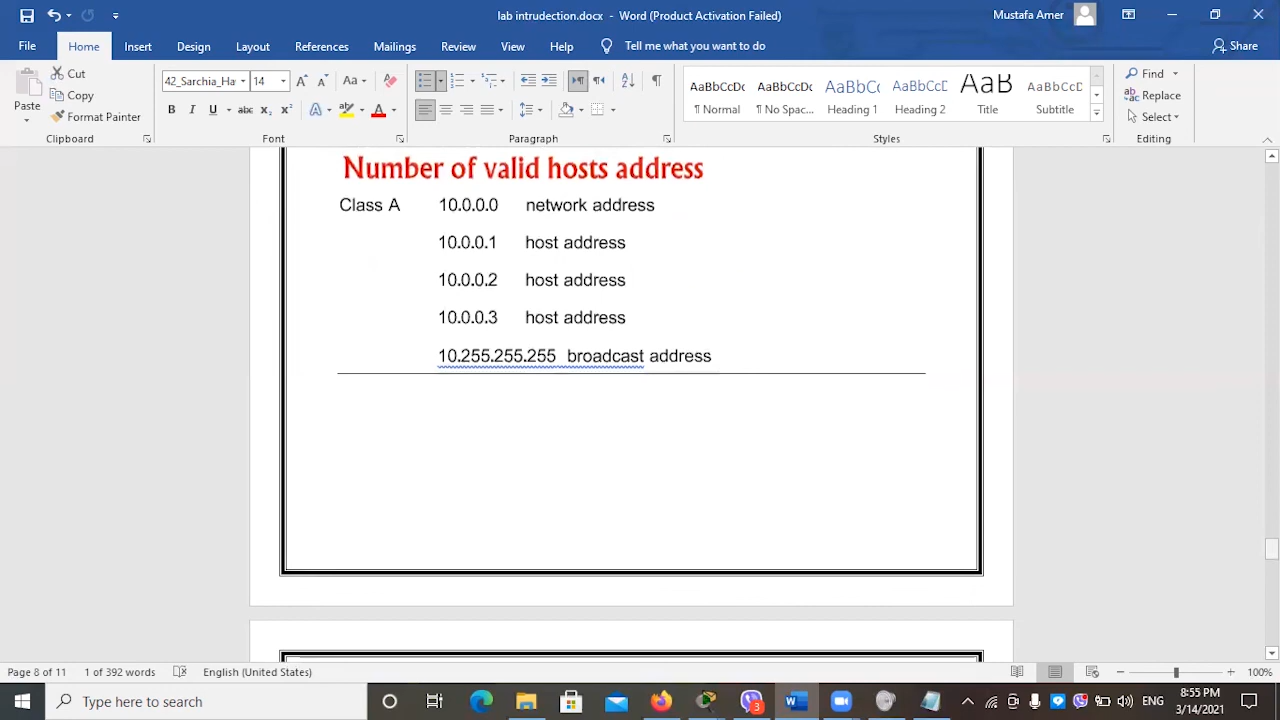 lab intrudection.docx - Word (Product Activation Failed)
Mustafa Amer
File Home Insert Design Layout References Mailings Review View Help Tell me what you want to do Share
Paste Cut Copy Format Painter
42_Sarchia_Ha 14
AaBbCcDc AaBbCcDc AaBbCc AaBbCcC AaB AaBbCcC
¶ Normal ¶ No Spac... Heading 1 Heading 2 Title Subtitle
Find Replace Select
Clipboard Font Paragraph Styles Editing
Number of valid hosts address
Class A 10.0.0.0 network address
10.0.0.1 host address
10.0.0.2 host address
10.0.0.3 host address
10.255.255.255 broadcast address
Page 8 of 11 1 of 392 words English (United States) 100%
Type here to search
3
ENG
8:55 PM
3/14/2021